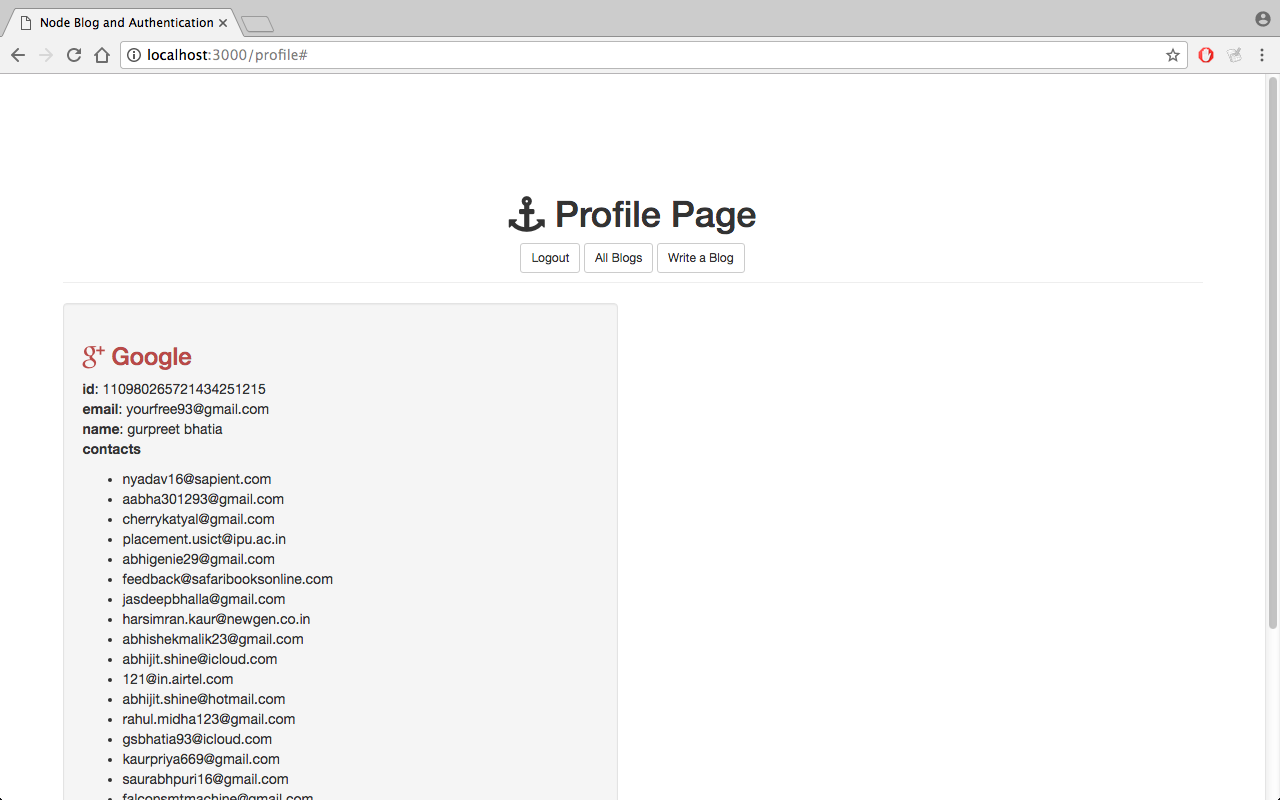 Node Blog and Authentication
localhost:3000/profile#
Profile Page
Logout All Blogs Write a Blog
g+ Google
id: 110980265721434251215
email: yourfree93@gmail.com
name: gurpreet bhatia
contacts
nyadav16@sapient.com
aabha301293@gmail.com
cherrykatyal@gmail.com
placement.usict@ipu.ac.in
abhigenie29@gmail.com
feedback@safaribooksonline.com
jasdeepbhalla@gmail.com
harsimran.kaur@newgen.co.in
abhishekmalik23@gmail.com
abhijit.shine@icloud.com
121@in.airtel.com
abhijit.shine@hotmail.com
rahul.midha123@gmail.com
gsbhatia93@icloud.com
kaurpriya669@gmail.com
saurabhpuri16@gmail.com
falconsmtmachine@gmail.com